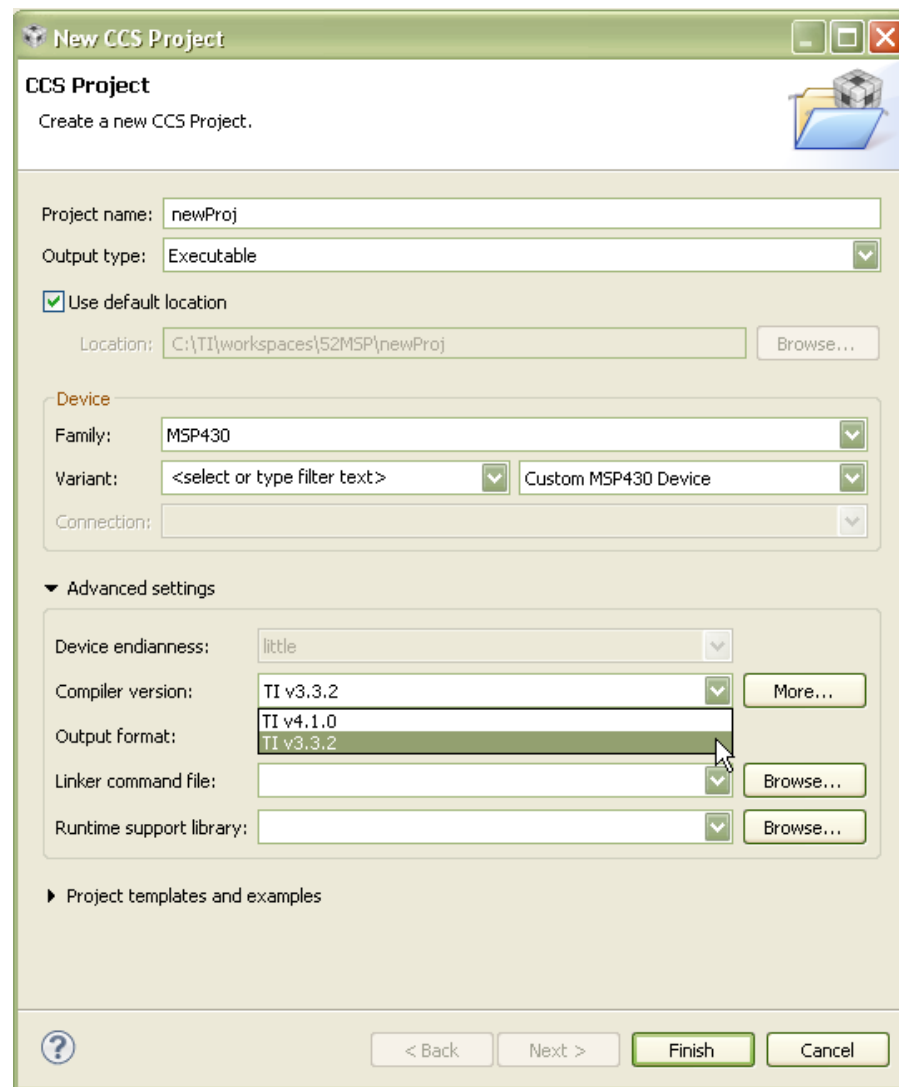 New CCS Project
CCS Project
Create a new CCS Project.
Project name: newProj
Output type: Executable
Use default location
Location: C:\TI\workspaces\52MSP\newProj Browse...
Device
Family: MSP430
Variant: <select or type filter text> Custom MSP430 Device
Connection:
Advanced settings
Device endianness: little
Compiler version: TI v3.3.2 More...
TI v4.1.0
Output format: TI v3.3.2
Linker command file: Browse...
Runtime support library: Browse...
Project templates and examples
? < Back Next > Finish Cancel